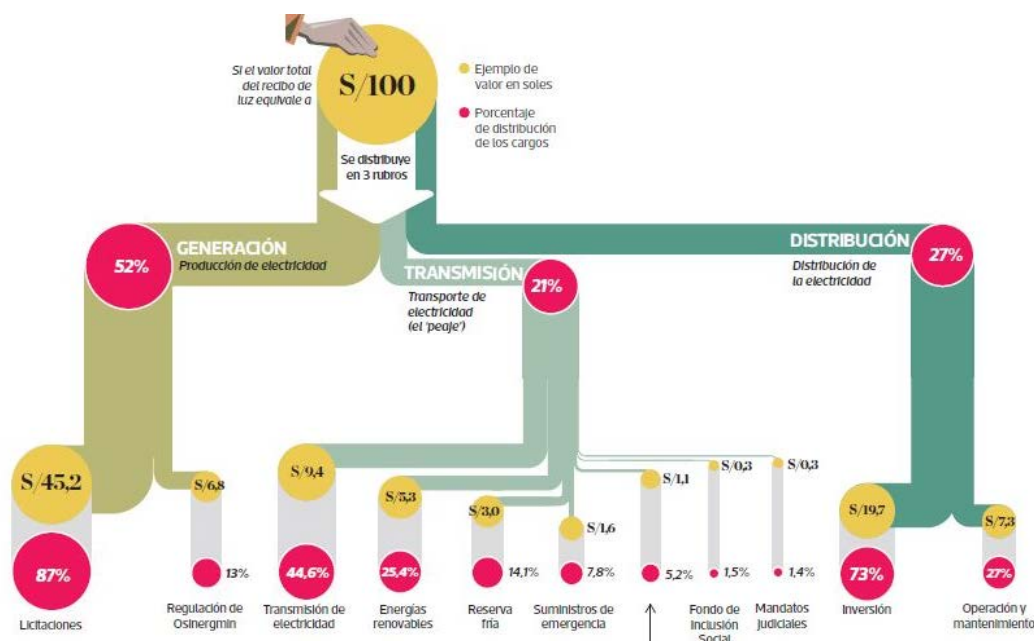 Si el valor total
del recibo de
luz equivale a
S/100
Ejemplo de
valor en soles
Porcentaje
de distribución
de los cargos
Se distribuye
en 3 rubros
GENERACIÓN
Producción de electricidad
52%
TRANSMISIÓN
Transporte de
electricidad
(el 'peaje')
21%
DISTRIBUCIÓN
Distribución de
la electricidad
27%
S/45,2
S/6,8
S/9,4
S/5,3
S/3,0
S/1,6
S/1,1
S/0,3
S/0,3
S/19,7
S/7,3
87%
13%
44,6%
25,4%
14,1%
7,8%
5,2%
1,5%
1,4%
73%
27%
Licitaciones
Regulación de
Osinergmin
Transmisión de
electricidad
Energías
renovables
Reserva
fría
Suministros de
emergencia
Fondo de
Inclusión
Social
Mandatos
judiciales
Inversión
Operación y
mantenimiento